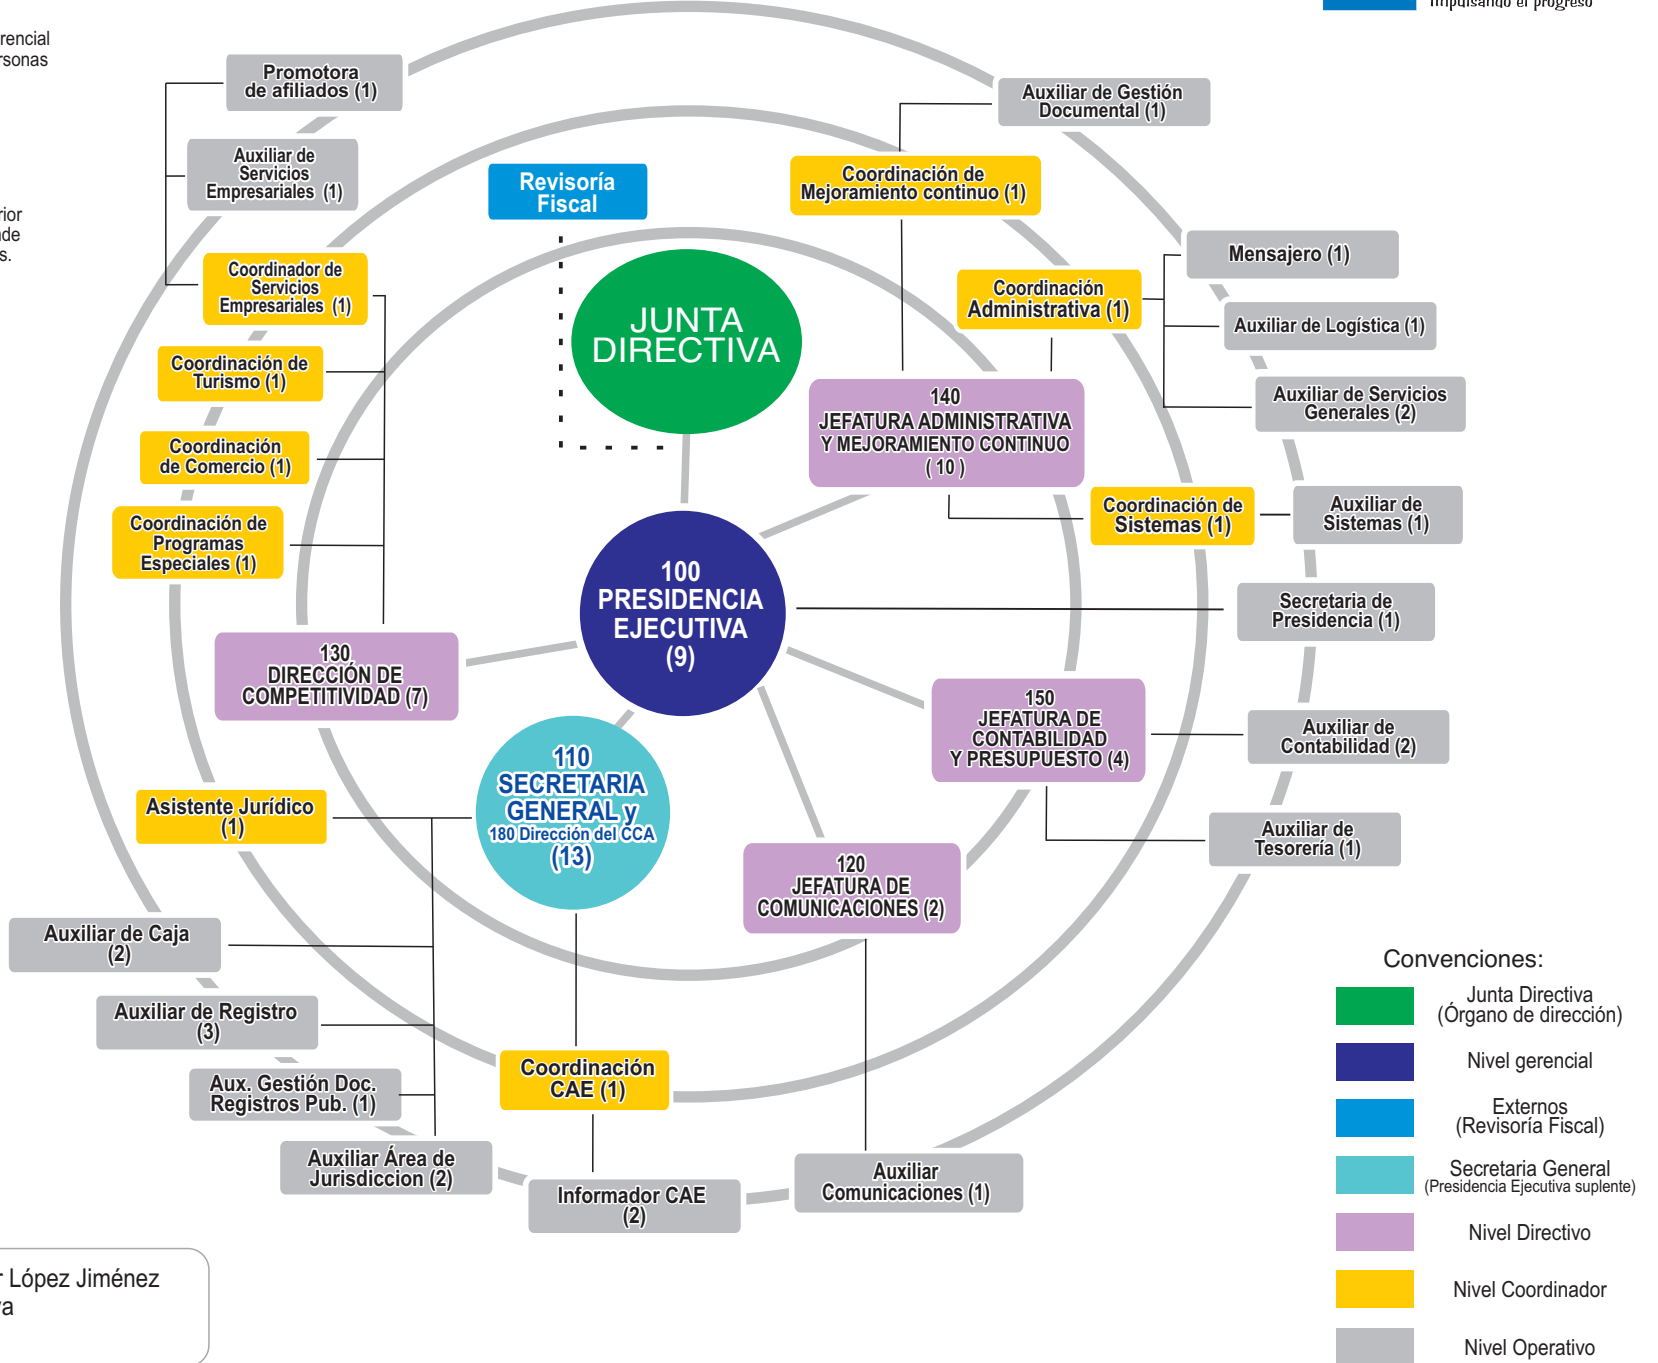 Impulsando el progreso
rencial
rsonas
Promotora
de afiliados (1)
Auxiliar de
Servicios
Empresariales (1)
rior
nde
s.
Revisoría
Fiscal
Coordinador de
Servicios
Empresariales (1)
Coordinación de
Turismo (1)
Coordinación
de Comercio (1)
Coordinación de
Programas
Especiales (1)
JUNTA
DIRECTIVA
Auxiliar de Gestión
Documental (1)
Coordinación de
Mejoramiento continuo (1)
Coordinación
Administrativa (1)
Mensajero (1)
Auxiliar de Logística (1)
Auxiliar de Servicios
Generales (2)
140
JEFATURA ADMINISTRATIVA
Y MEJORAMIENTO CONTINUO
( 10 )
Coordinación de
Sistemas (1)
Auxiliar de
Sistemas (1)
100
PRESIDENCIA
EJECUTIVA
(9)
Secretaria de
Presidencia (1)
130
DIRECCIÓN DE
COMPETITIVIDAD (7)
150
JEFATURA DE
CONTABILIDAD
Y PRESUPUESTO (4)
Auxiliar de
Contabilidad (2)
Auxiliar de
Tesorería (1)
110
SECRETARIA
GENERAL y
180 Dirección del CCA
(13)
Asistente Jurídico
(1)
120
JEFATURA DE
COMUNICACIONES (2)
Auxiliar de Caja
(2)
Auxiliar de Registro
(3)
Aux. Gestión Doc.
Registros Pub. (1)
Auxiliar Área de
Jurisdiccion (2)
Coordinación
CAE (1)
Informador CAE
(2)
Auxiliar
Comunicaciones (1)
Convenciones:
Junta Directiva
(Órgano de dirección)
Nivel gerencial
Externos
(Revisoría Fiscal)
Secretaria General
(Presidencia Ejecutiva suplente)
Nivel Directivo
Nivel Coordinador
Nivel Operativo
r López Jiménez
va